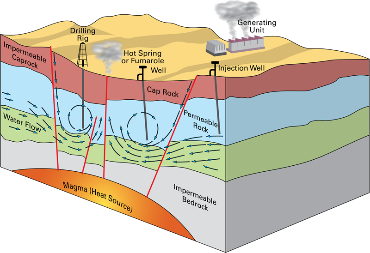 Generating
Unit
Drilling
Rig
Impermeable
Caprock
Hot Spring
or Fumarole
Well
Injection Well
Cap Rock
Permeable
Rock
Water Flow
Impermeable
Bedrock
Magma (Heat Source)